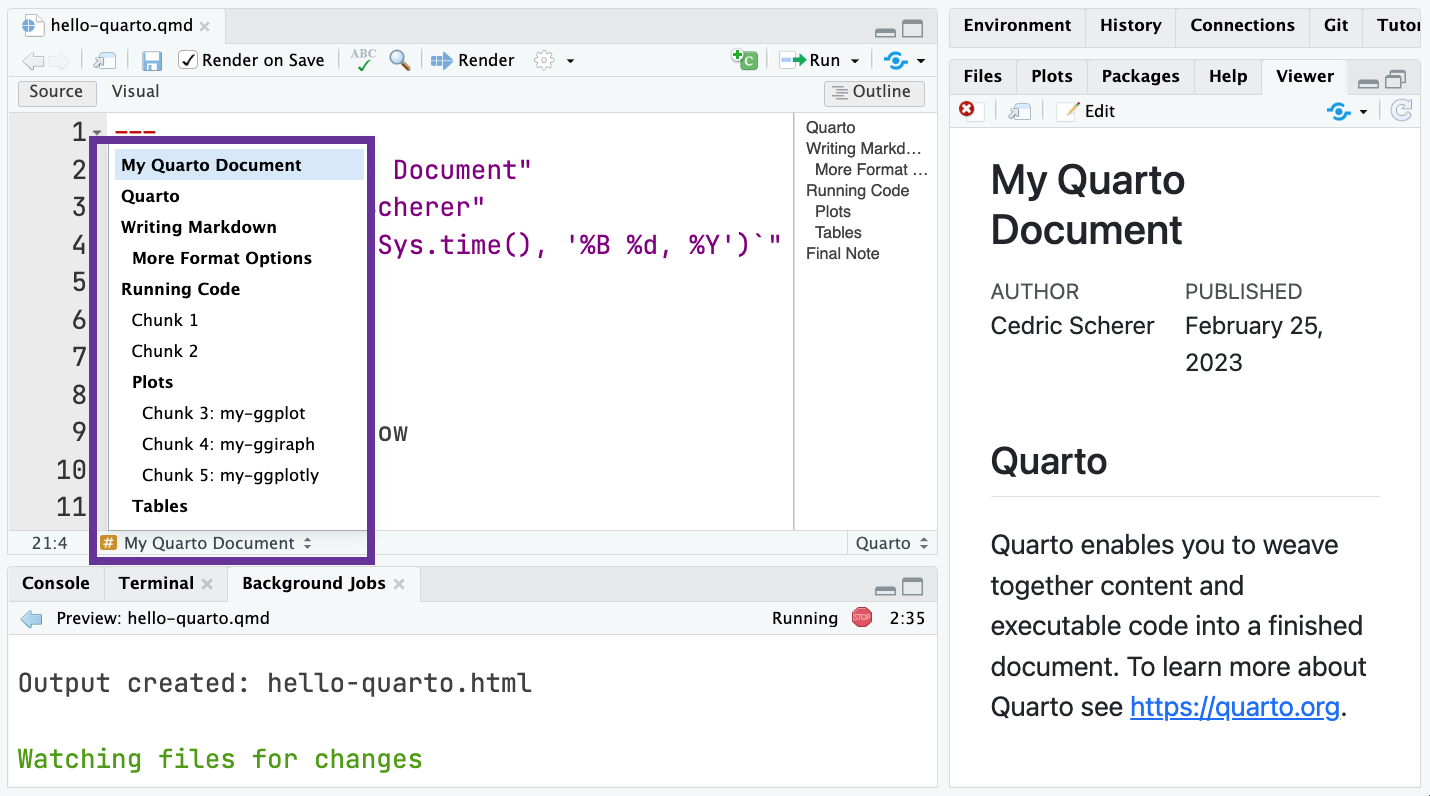 hello-quarto.qmd
Render on Save
ABC
Render
C
Run
Source
Visual
Outline
1
---
2
Document"
3
cherer"
4
Sys.time(), '%B %d, %Y')`"
5
6
7
8
9
ow
10
11
My Quarto Document
Quarto
Writing Markdown
More Format Options
Running Code
Chunk 1
Chunk 2
Plots
Chunk 3: my-ggplot
Chunk 4: my-ggiraph
Chunk 5: my-ggplotly
Tables
Quarto
Writing Markd...
More Format ...
Running Code
Plots
Tables
Final Note
21:4
# My Quarto Document
Quarto
Console
Terminal
Background Jobs
Preview: hello-quarto.qmd
Running
STOP
2:35
Output created: hello-quarto.html
Watching files for changes
Environment
History
Connections
Git
Tutor
Files
Plots
Packages
Help
Viewer
Edit
My Quarto
Document
AUTHOR
Cedric Scherer
PUBLISHED
February 25,
2023
Quarto
Quarto enables you to weave
together content and
executable code into a finished
document. To learn more about
Quarto see https://quarto.org.